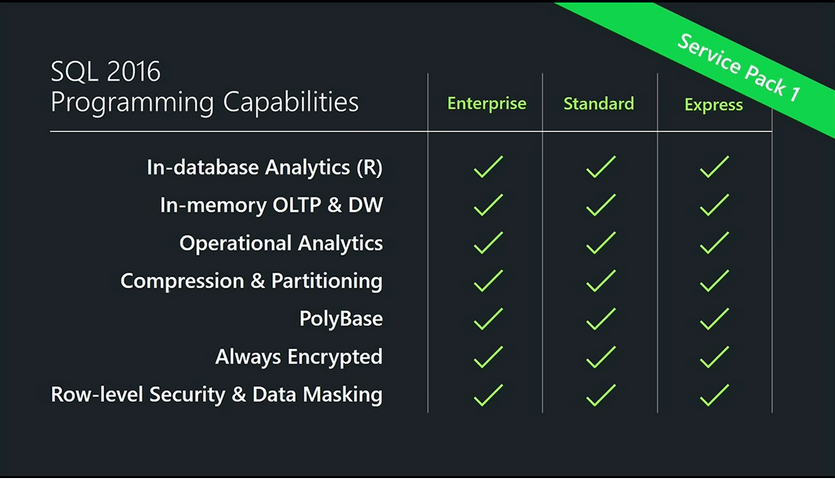 Service Pack 1
SQL 2016
Programming Capabilities
Enterprise Standard Express
In-database Analytics (R)
In-memory OLTP & DW
Operational Analytics
Compression & Partitioning
PolyBase
Always Encrypted
Row-level Security & Data Masking